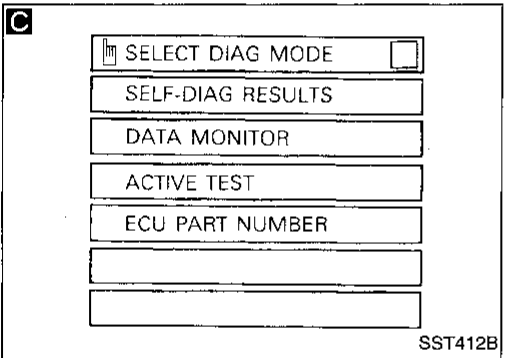 C
SELECT DIAG MODE
SELF-DIAG RESULTS
DATA MONITOR
ACTIVE TEST
ECU PART NUMBER
SST412B